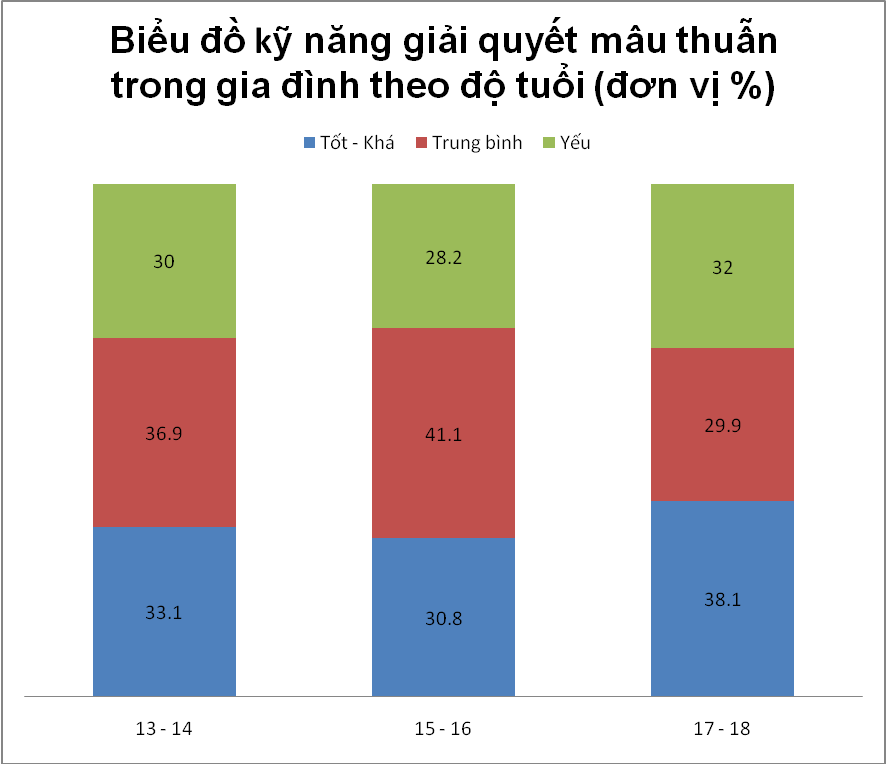 Biểu đồ kỹ năng giải quyết mâu thuẫn
trong gia đình theo độ tuổi (đơn vị %)
Tốt - Khá Trung bình Yếu
30 28.2 32
36.9 41.1 29.9
33.1 30.8 38.1
13 - 14 15 - 16 17 - 18